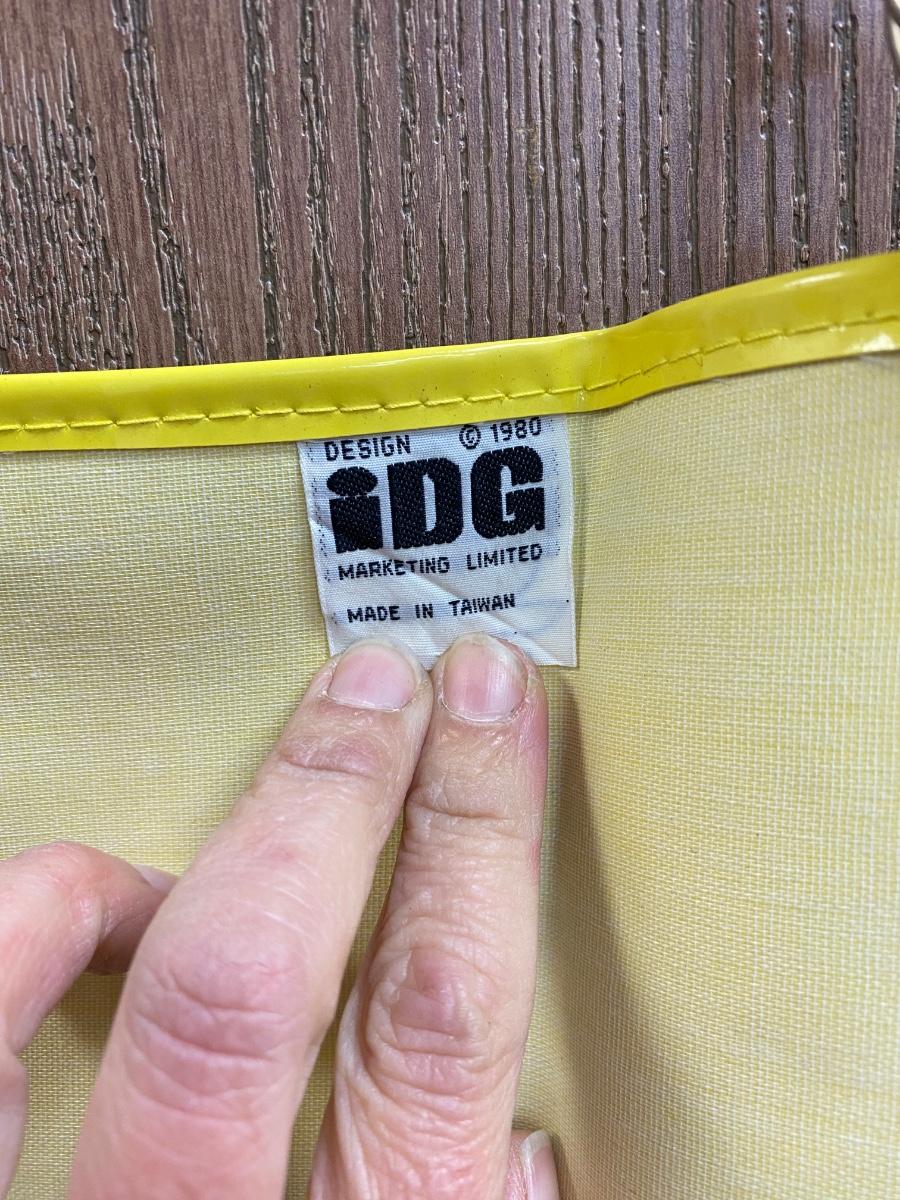 DESIGN © 1980
iDG
MARKETING LIMITED
MADE IN TAIWAN